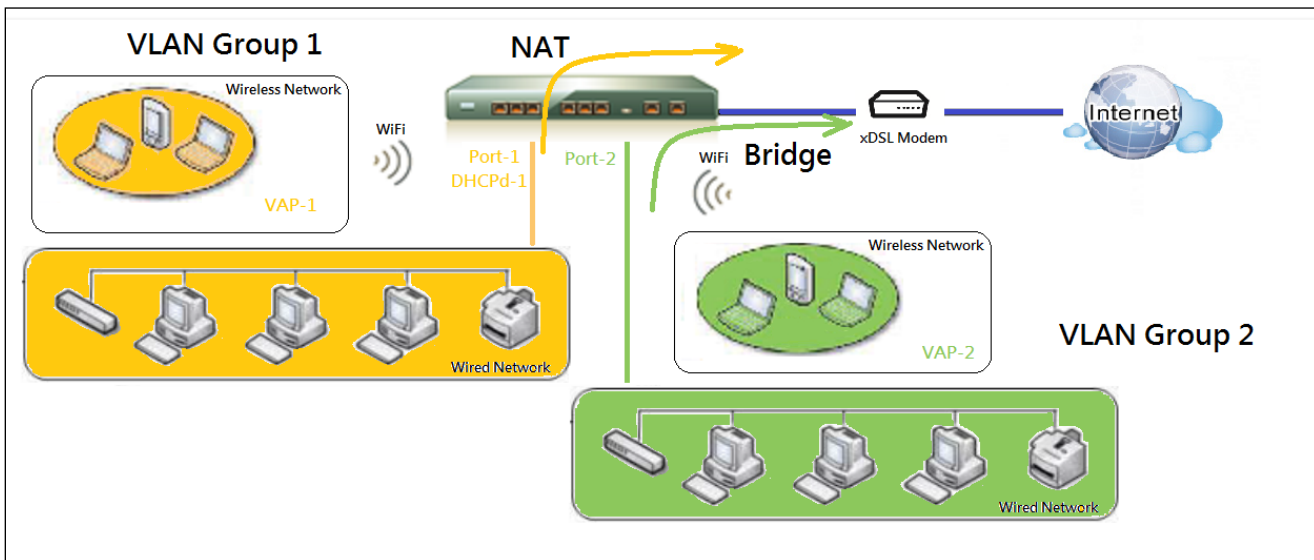 VLAN Group 1
NAT
Wireless Network
WiFi
VAP-1
Port-1
DHCPd-1
Port-2
WiFi
Bridge
xDSL Modem
Internet
Wired Network
Wireless Network
VAP-2
VLAN Group 2
Wired Network